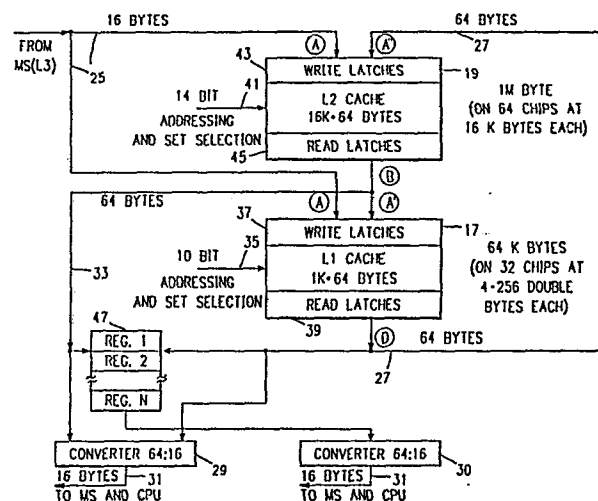 16 BYTES
64 BYTES
FROM
MS(L3)
25
27
A
A'
43
WRITE LATCHES
19
41
14 BIT
ADDRESSING
AND SET SELECTION
L2 CACHE
16K·64 BYTES
1M BYTE
(ON 64 CHIPS AT
16 K BYTES EACH)
READ LATCHES
45
B
64 BYTES
A
A'
37
WRITE LATCHES
17
35
10 BIT
ADDRESSING
AND SET SELECTION
L1 CACHE
1K·64 BYTES
64 K BYTES
(ON 32 CHIPS AT
4·256 DOUBLE
BYTES EACH)
33
READ LATCHES
39
47
D
64 BYTES
27
REG. 1
REG. 2
REG. N
CONVERTER 64:16
29
CONVERTER 64:16
30
16 BYTES
31
TO MS AND CPU
16 BYTES
31
TO MS AND CPU